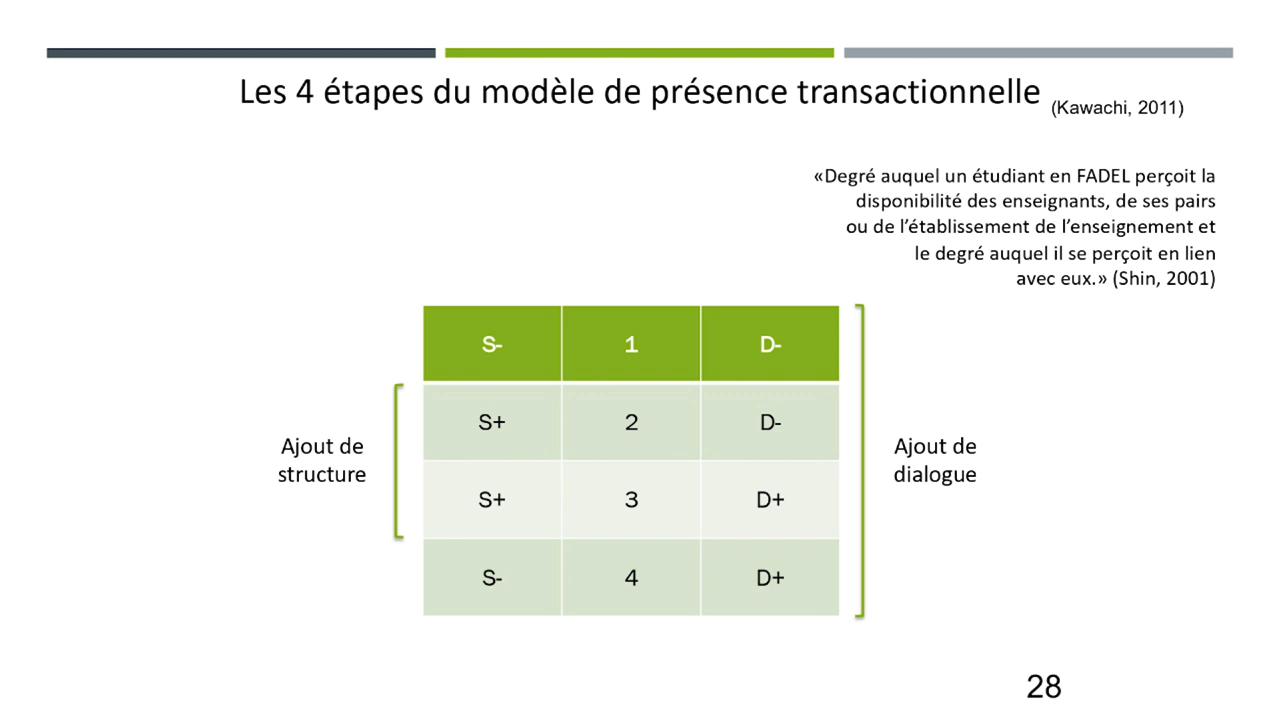 Les 4 étapes du modèle de présence transactionnelle (Kawachi, 2011)
«Degré auquel un étudiant en FADEL perçoit la
disponibilité des enseignants, de ses pairs
ou de l’établissement de l’enseignement et
le degré auquel il se perçoit en lien
avec eux.» (Shin, 2001)
S- 1 D-
S+ 2 D-
Ajout de
structure
S+ 3 D+
S- 4 D+
Ajout de
dialogue
28